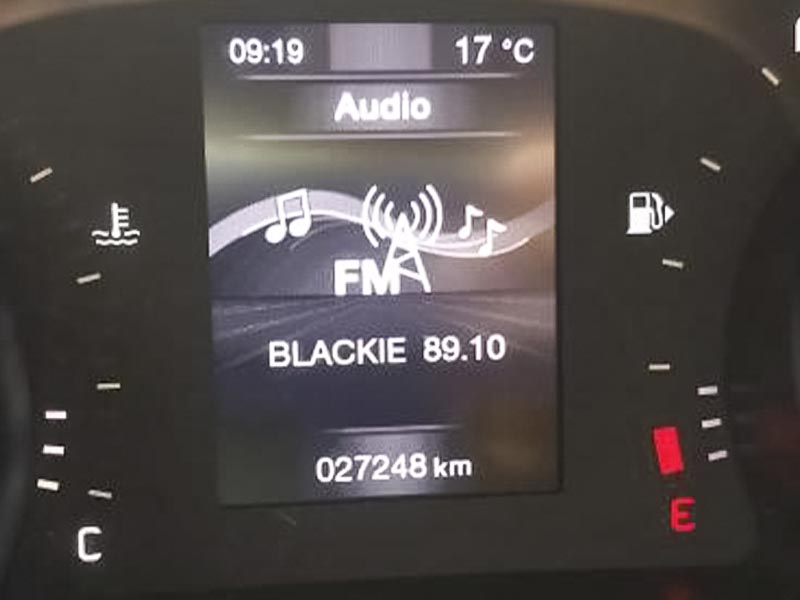 09:19 17 °C
Audio
FM
BLACKIE 89.10
027248 km
C
E